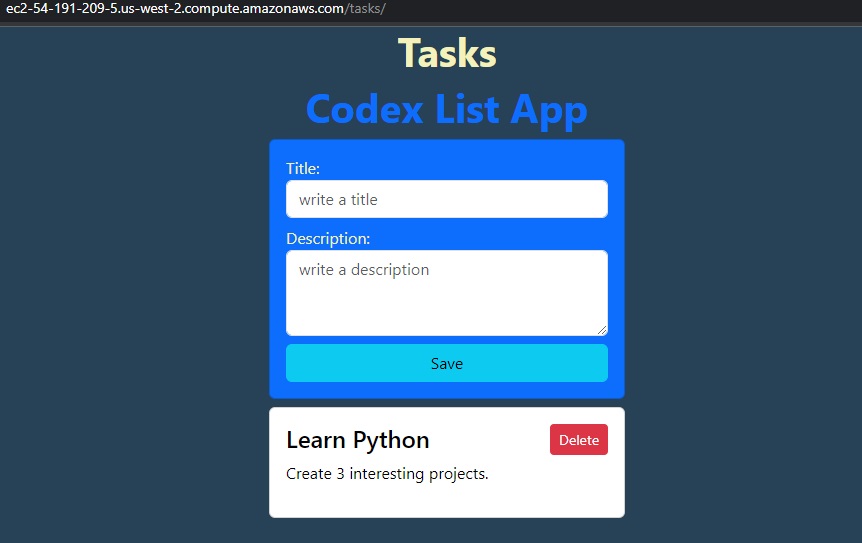 ec2-54-191-209-5.us-west-2.compute.amazonaws.com/tasks/
Tasks
Codex List App
Title:
write a title
Description:
write a description
Save
Learn Python
Delete
Create 3 interesting projects.